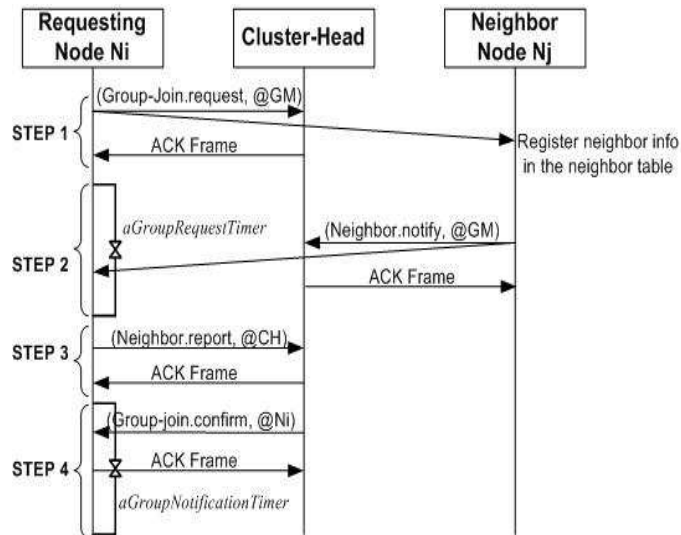 Requesting
Node Ni
Cluster-Head
Neighbor
Node Nj
STEP 1
(Group-Join.request, @GM)
ACK Frame
Register neighbor info
in the neighbor table
STEP 2
aGroupRequestTimer
(Neighbor.notify, @GM)
ACK Frame
STEP 3
(Neighbor.report, @CH)
ACK Frame
STEP 4
(Group-join.confirm, @Ni)
ACK Frame
aGroupNotificationTimer